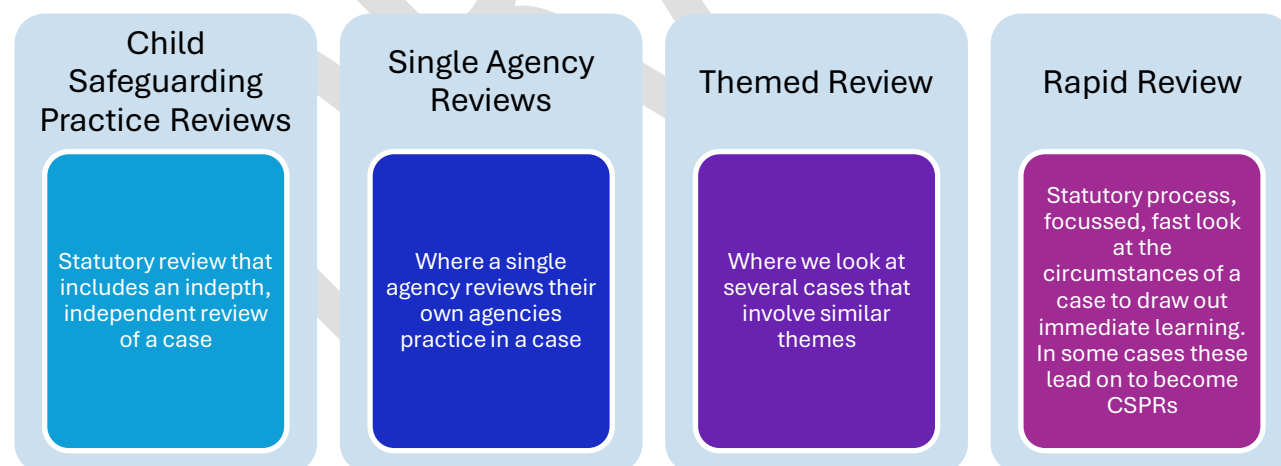 Child
Safeguarding
Practice Reviews
Statutory review that
includes an indepth,
independent review
of a case
Single Agency
Reviews
Where a single
agency reviews their
own agencies
practice in a case
Themed Review
Where we look at
several cases that
involve similar
themes
Rapid Review
Statutory process,
focussed, fast look
at the
circumstances of a
case to draw out
immediate learning.
In some cases these
lead on to become
CSPRs